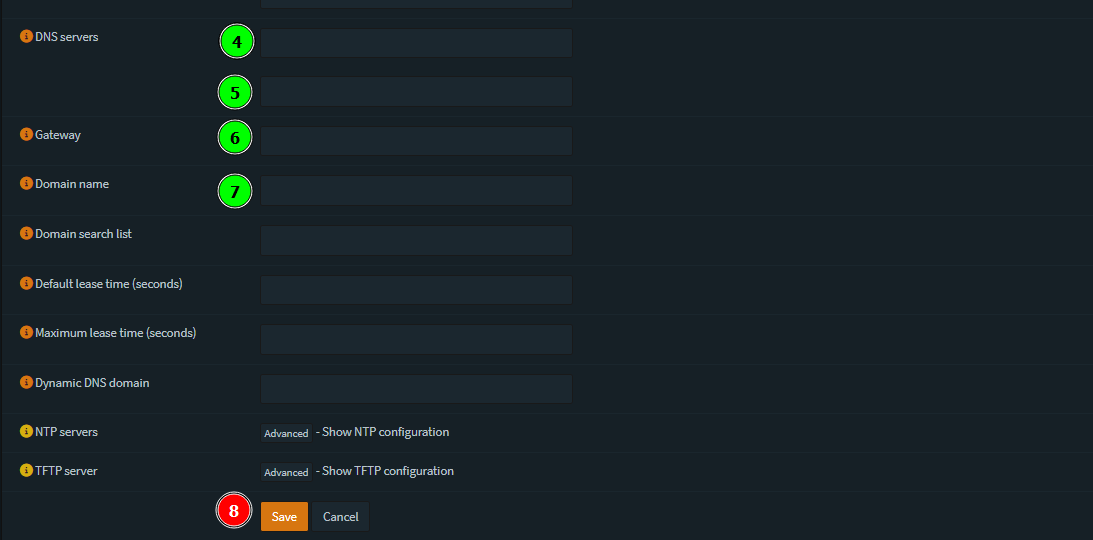 DNS servers 4
5
Gateway 6
Domain name 7
Domain search list
Default lease time (seconds)
Maximum lease time (seconds)
Dynamic DNS domain
NTP servers Advanced - Show NTP configuration
TFTP server Advanced - Show TFTP configuration
8 Save Cancel